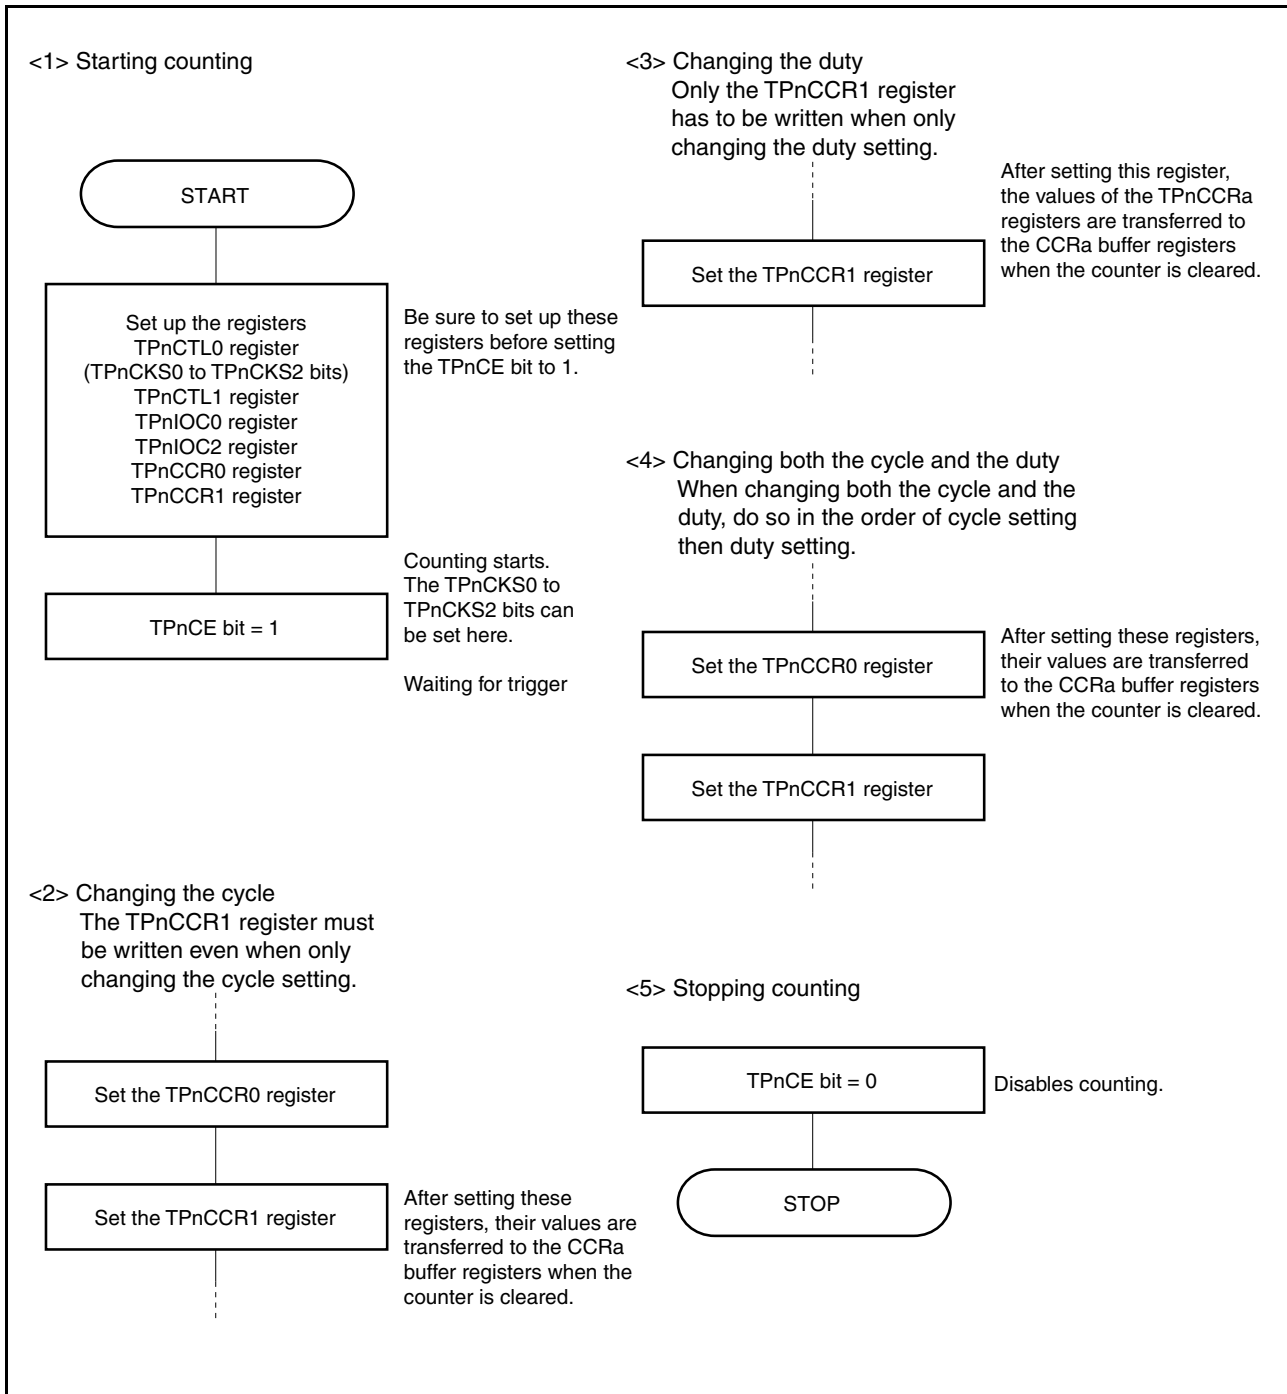 <1> Starting counting
START
Set up the registers
TPnCTL0 register
(TPnCKS0 to TPnCKS2 bits)
TPnCTL1 register
TPnIOC0 register
TPnIOC2 register
TPnCCR0 register
TPnCCR1 register
Be sure to set up these
registers before setting
the TPnCE bit to 1.
TPnCE bit = 1
Counting starts.
The TPnCKS0 to
TPnCKS2 bits can
be set here.
Waiting for trigger
<2> Changing the cycle
The TPnCCR1 register must
be written even when only
changing the cycle setting.
Set the TPnCCR0 register
Set the TPnCCR1 register
After setting these
registers, their values are
transferred to the CCRa
buffer registers when the
counter is cleared.
<3> Changing the duty
Only the TPnCCR1 register
has to be written when only
changing the duty setting.
Set the TPnCCR1 register
After setting this register,
the values of the TPnCCRa
registers are transferred to
the CCRa buffer registers
when the counter is cleared.
<4> Changing both the cycle and the duty
When changing both the cycle and the
duty, do so in the order of cycle setting
then duty setting.
Set the TPnCCR0 register
After setting these registers,
their values are transferred
to the CCRa buffer registers
when the counter is cleared.
Set the TPnCCR1 register
<5> Stopping counting
TPnCE bit = 0
Disables counting.
STOP